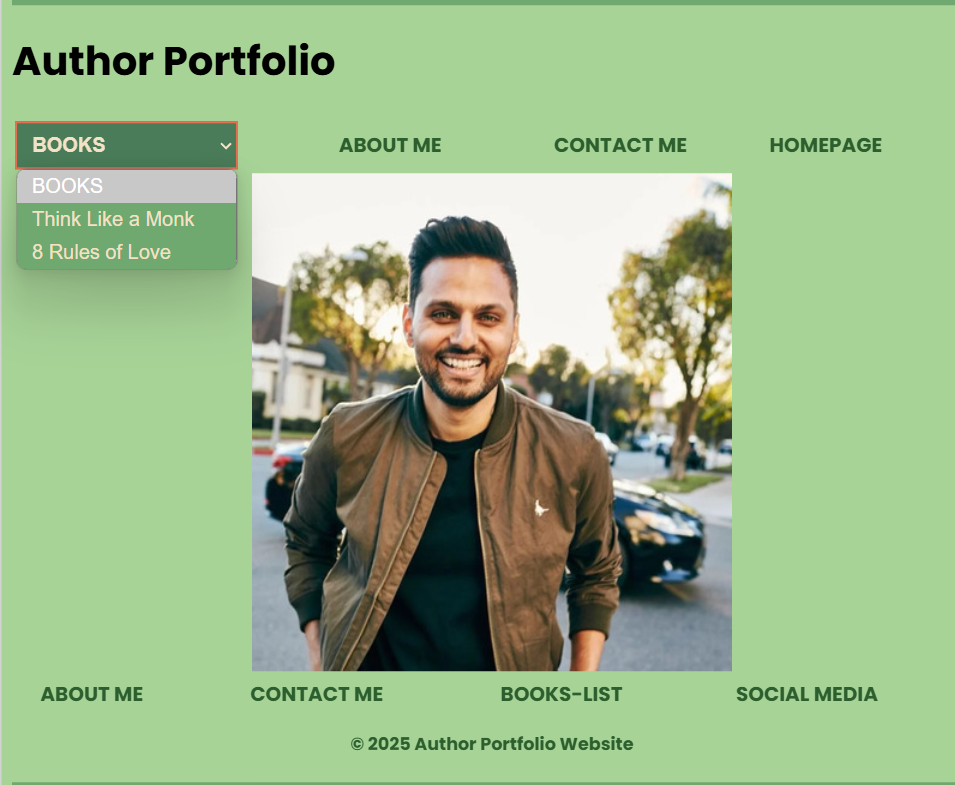 Author Portfolio
BOOKS ABOUT ME CONTACT ME HOMEPAGE
BOOKS
Think Like a Monk
8 Rules of Love
ABOUT ME CONTACT ME BOOKS-LIST SOCIAL MEDIA
© 2025 Author Portfolio Website